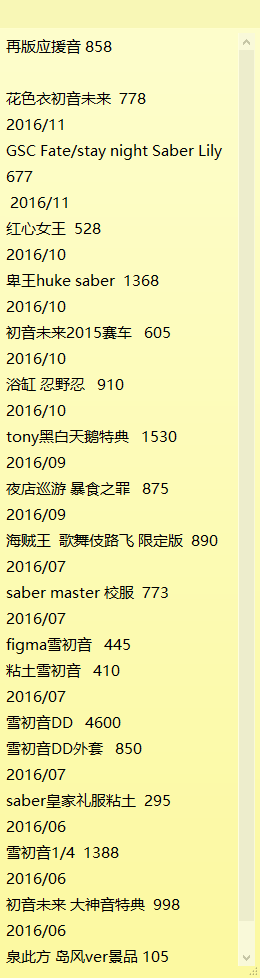 再版应援音 858
花色衣初音未来 778
2016/11
GSC Fate/stay night Saber Lily
677
2016/11
红心女王 528
2016/10
卑王huke saber 1368
2016/10
初音未来2015赛车 605
2016/10
浴缸 忍野忍 910
2016/10
tony黑白天鹅特典 1530
2016/09
夜店巡游 暴食之罪 875
2016/09
海贼王 歌舞伎路飞 限定版 890
2016/07
saber master 校服 773
2016/07
figma雪初音 445
粘土雪初音 410
2016/07
雪初音DD 4600
雪初音DD外套 850
2016/07
saber皇家礼服粘土 295
2016/06
雪初音1/4 1388
2016/06
初音未来 大神音特典 998
2016/06
泉此方 岛风ver景品 105